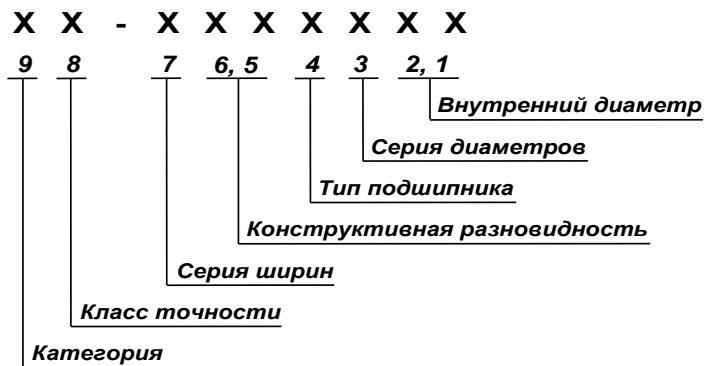 X X - X X X X X X X
9 8 7 6, 5 4 3 2, 1
Внутренний диаметр
Серия диаметров
Тип подшипника
Конструктивная разновидность
Серия ширин
Класс точности
Категория